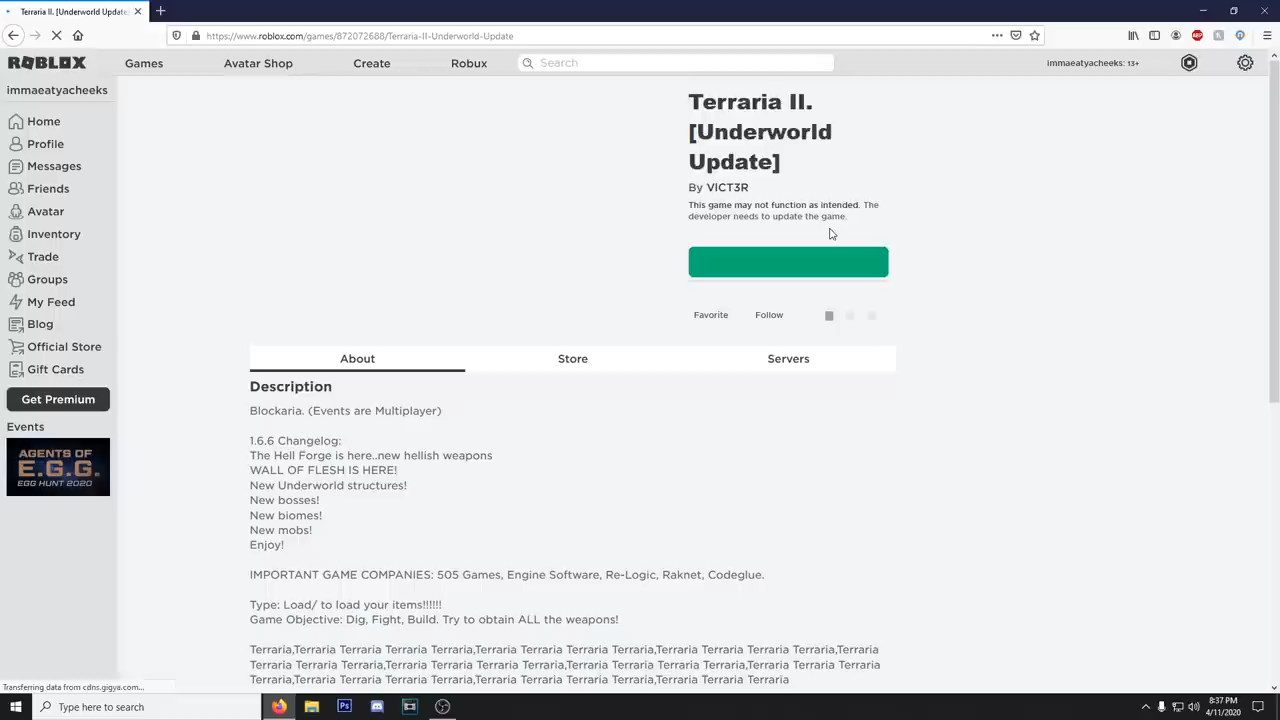 Terraria II. [Underworld Update]
https://www.roblox.com/games/872072688/Terraria-II-Underworld-Update
ROBLOX
Games
Avatar Shop
Create
Robux
Search
immaeatyacheeks: 13+
immaeatyacheeks
Home
Profile
Messages
Friends
Avatar
Inventory
Trade
Groups
My Feed
Blog
Official Store
Gift Cards
Get Premium
Events
AGENTS OF
E.G.G.
EGG HUNT 2020
Terraria II.
[Underworld
Update]
By VICT3R
This game may not function as intended. The
developer needs to update the game.
Favorite
Follow
About
Store
Servers
Description
Blockaria. (Events are Multiplayer)
1.6.6 Changelog:
The Hell Forge is here..new hellish weapons
WALL OF FLESH IS HERE!
New Underworld structures!
New bosses!
New biomes!
New mobs!
Enjoy!
IMPORTANT GAME COMPANIES: 505 Games, Engine Software, Re-Logic, Raknet, Codeglue.
Type: Load/ to load your items!!!!!!
Game Objective: Dig, Fight, Build. Try to obtain ALL the weapons!
Terraria,Terraria Terraria Terraria Terraria,Terraria Terraria Terraria Terraria,Terraria Terraria Terraria Terraria,Terraria
Terraria Terraria Terraria,Terraria Terraria Terraria Terraria,Terraria Terraria Terraria Terraria,Terraria Terraria Terraria
Terraria,Terraria Terraria Terraria Terraria,Terraria Terraria Terraria Terraria,Terraria Terraria Terraria
Transferring data from cdns.gigya.com...
Type here to search
8:37 PM
4/11/2020